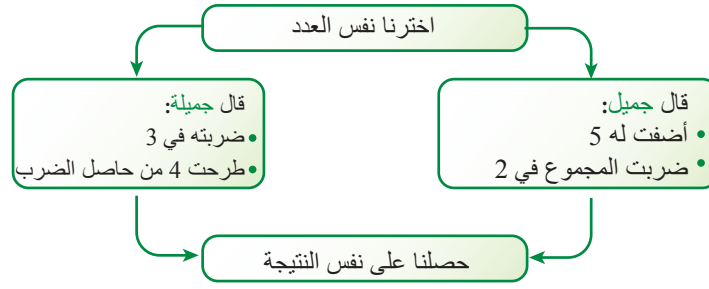 اخترنا نفس العدد
قال جميل:
• أضفت له 5
• ضربت المجموع في 2
قال جميلة:
• ضربته في 3
• طرحت 4 من حاصل الضرب
حصلنا على نفس النتيجة